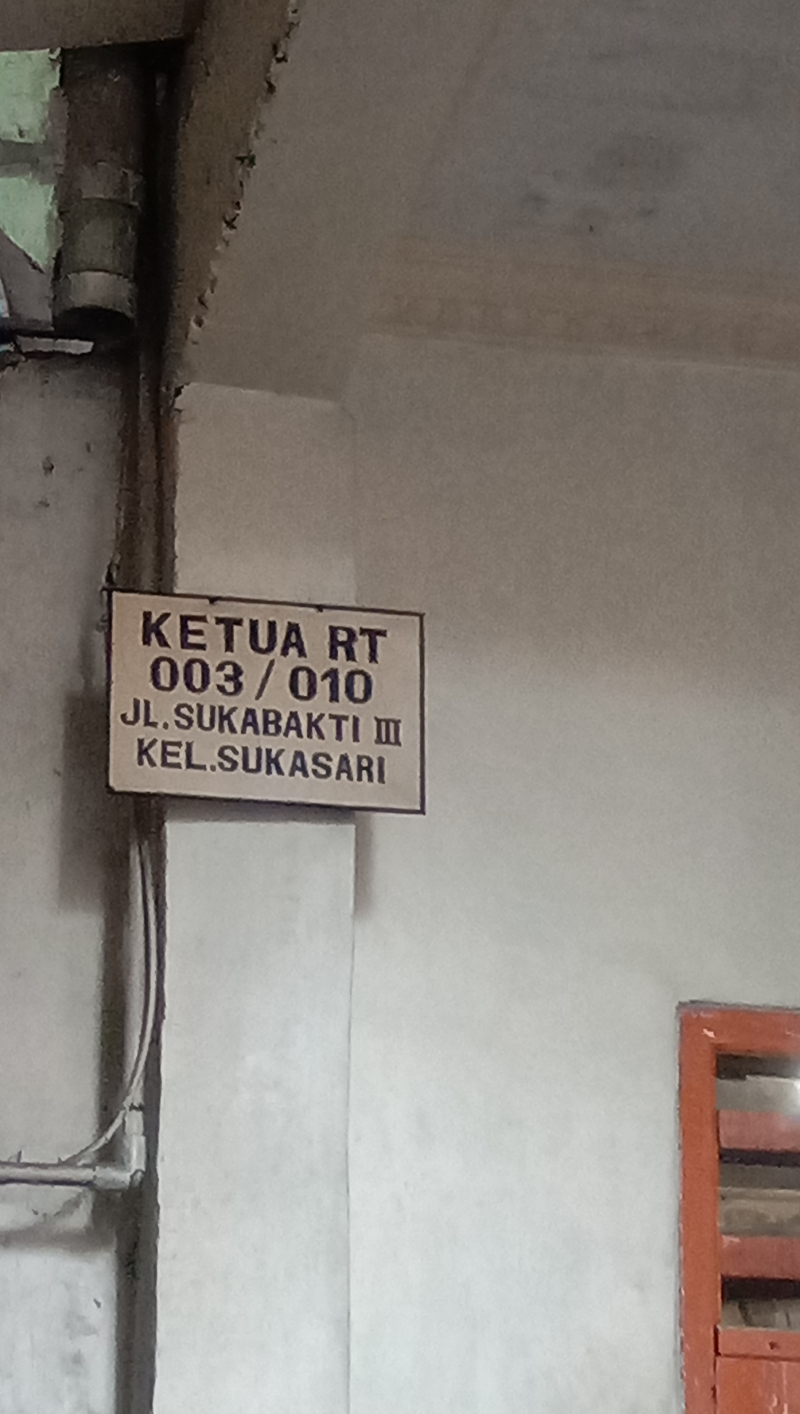 KETUA RT
003 / 010
JL.SUKABAKTI III
KEL.SUKASARI